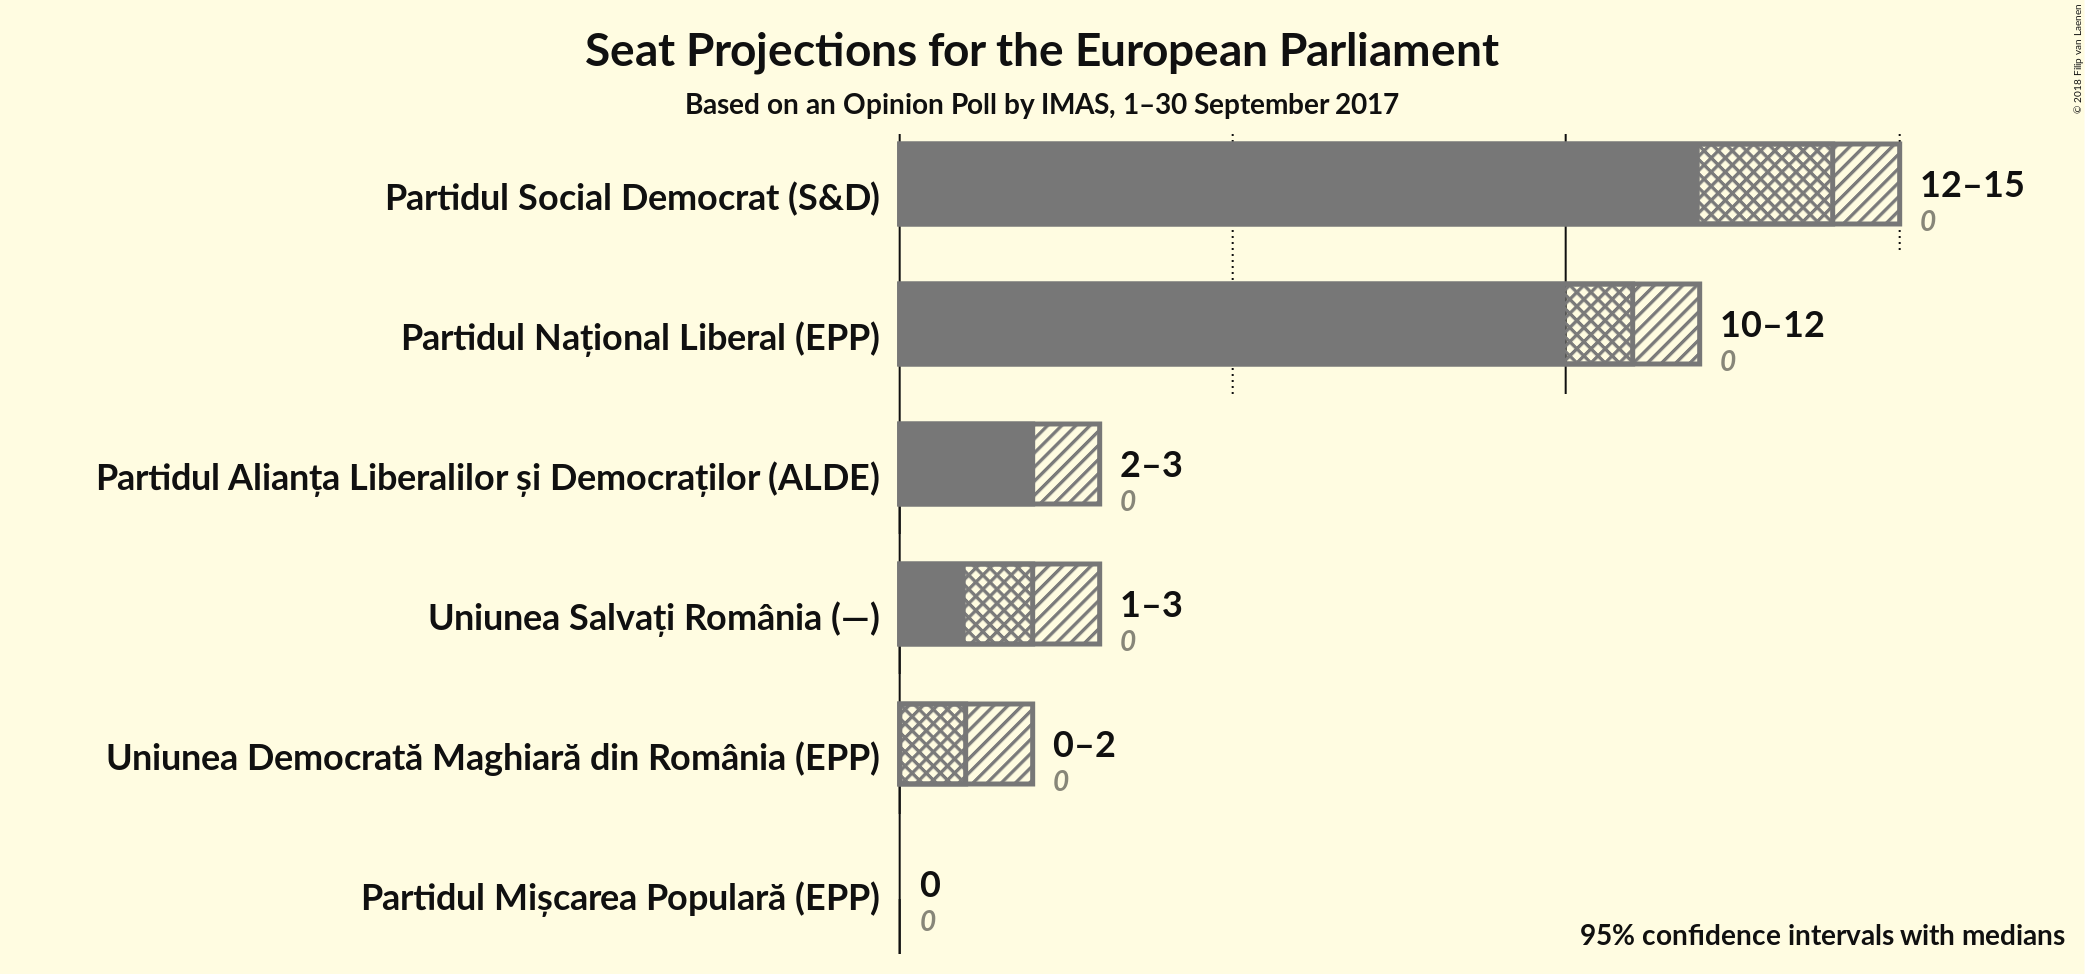 Seat Projections for the European Parliament
Based on an Opinion Poll by IMAS, 1–30 September 2017
© 2018 Filip van Laenen
Partidul Social Democrat (S&D)
12–15
0
Partidul Național Liberal (EPP)
10–12
0
Partidul Alianța Liberalilor și Democraților (ALDE)
2–3
0
Uniunea Salvați România (—)
1–3
0
Uniunea Democrată Maghiară din România (EPP)
0–2
0
Partidul Mișcarea Populară (EPP)
0
0
95% confidence intervals with medians